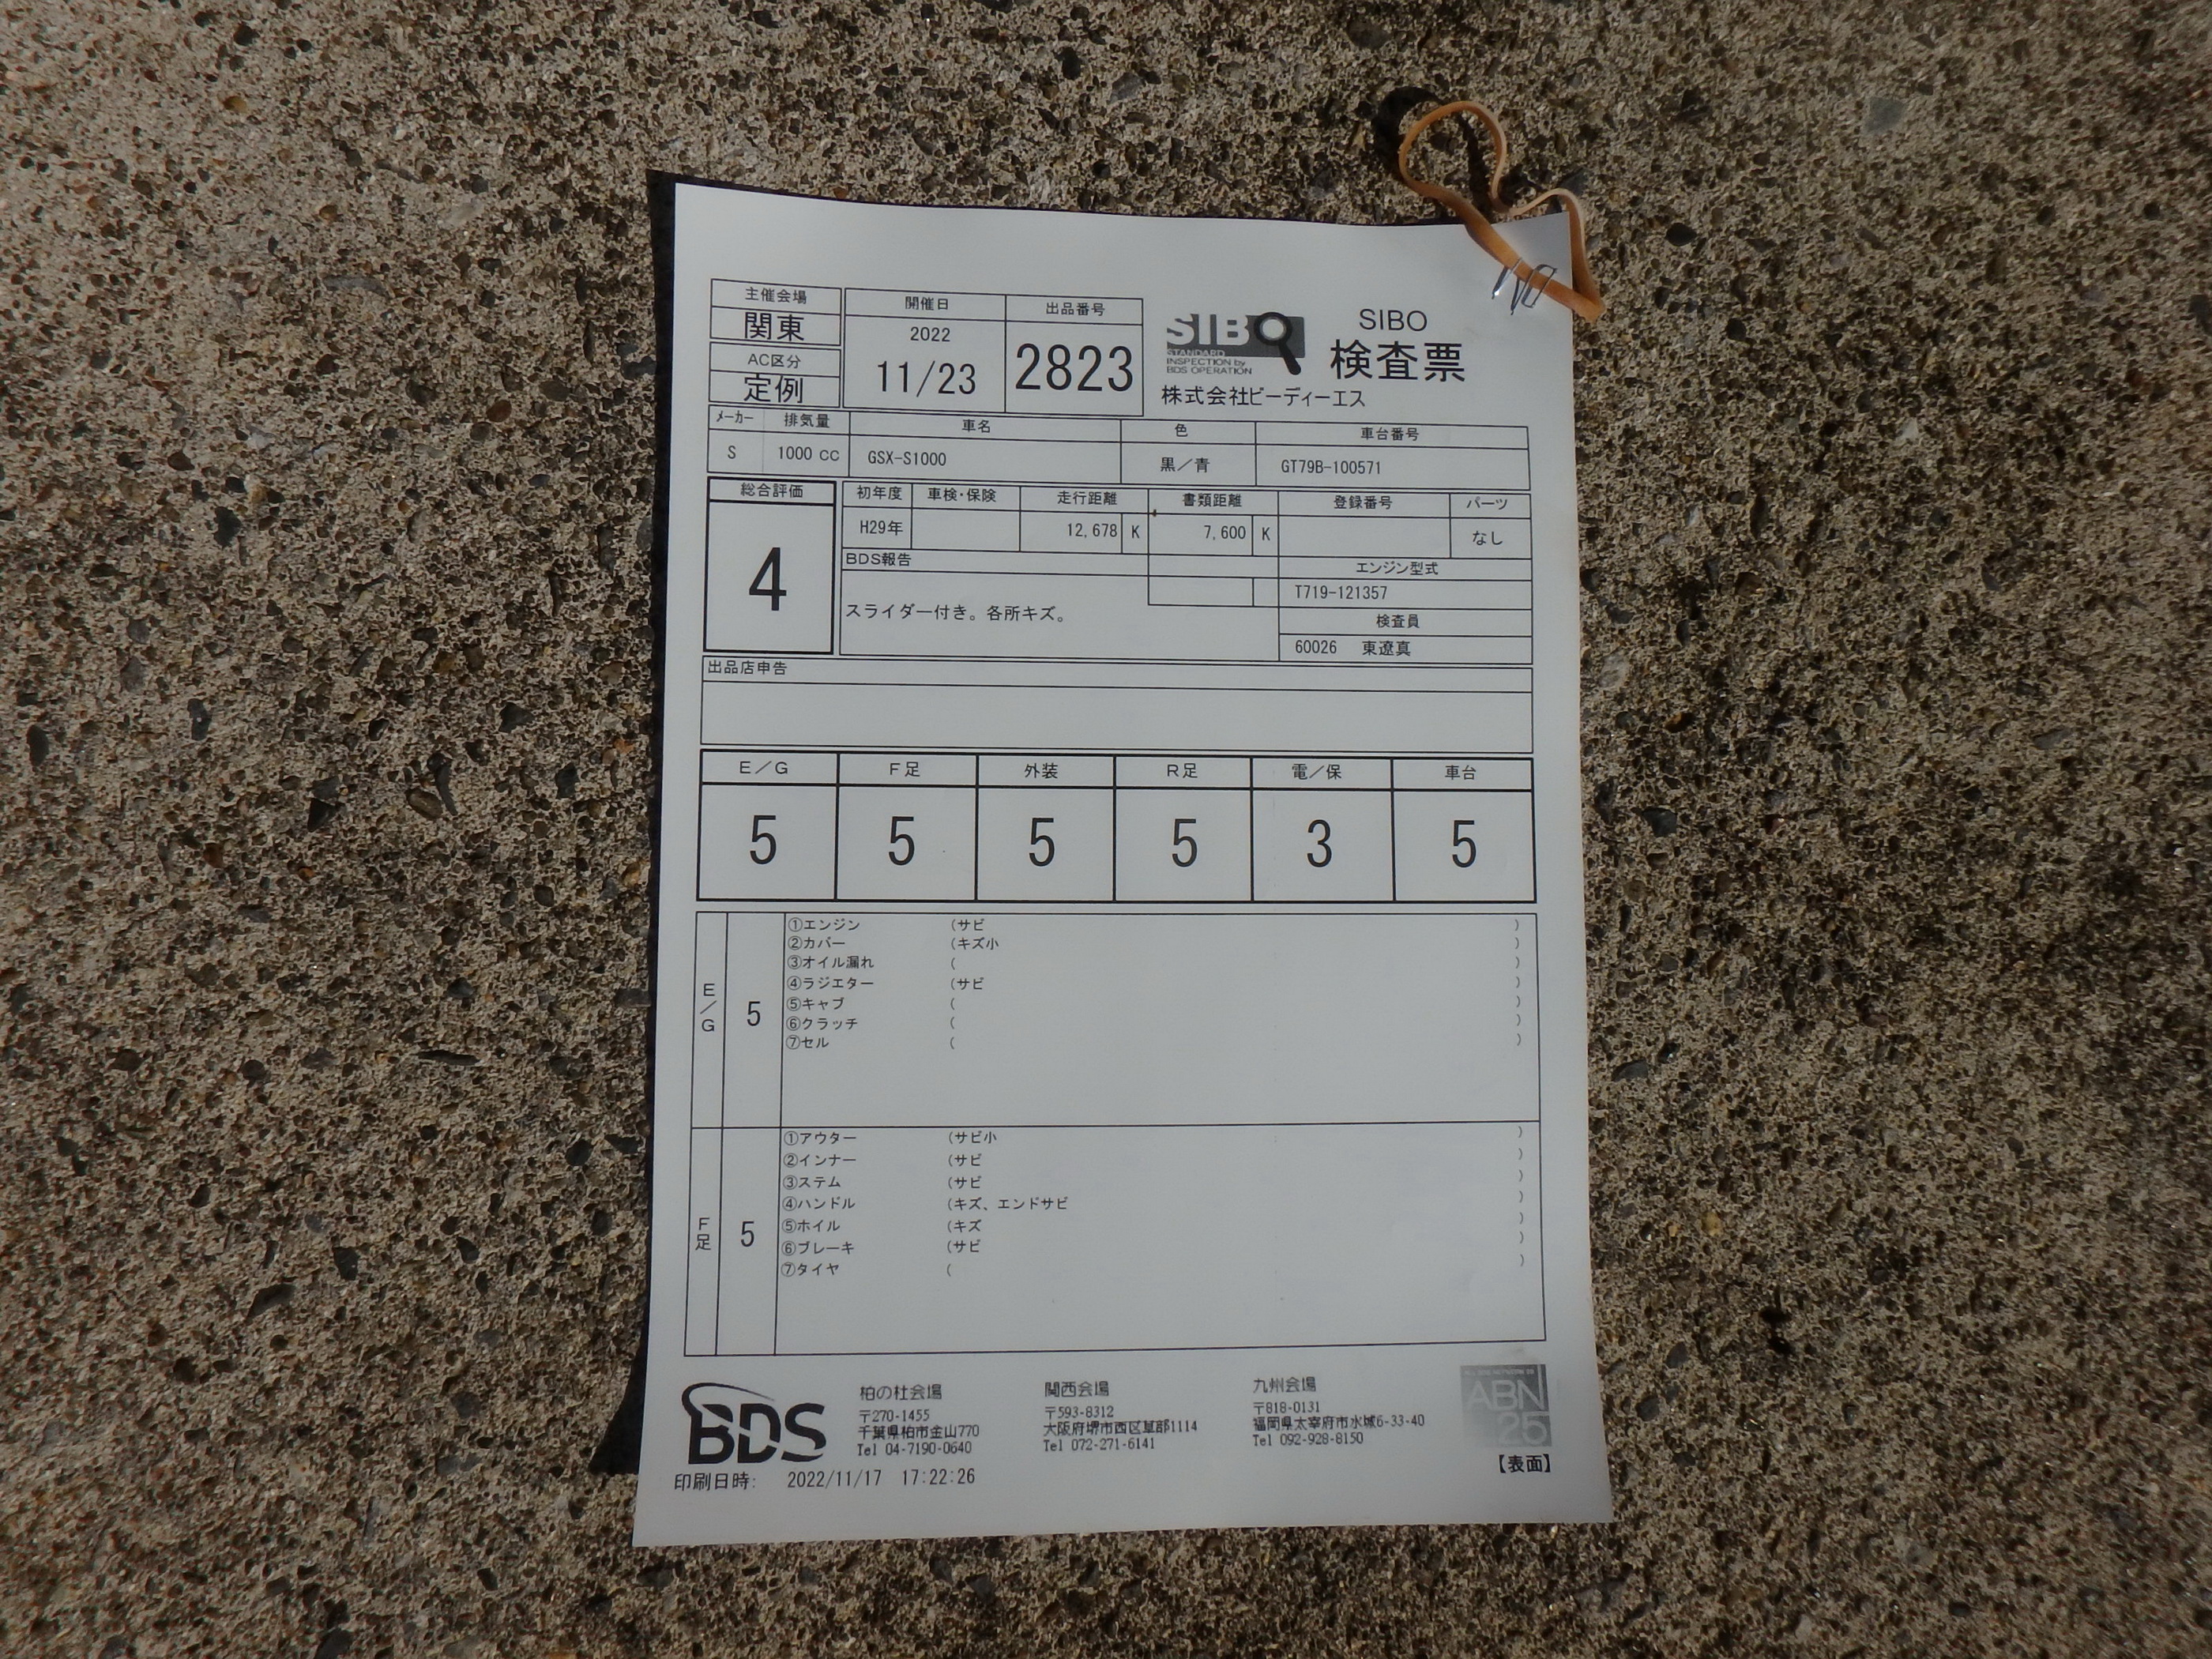 主催会場 開催日 出品番号
関東 2022 11/23 2823
AC区分
定例
SIBO
STANDARD
INSPECTION by
BDS OPERATION
SIBO
検査票
株式会社ビーディーエス
メーカー 排気量 車名 色 車台番号
S 1000 CC GSX-S1000 黒／青 GT79B-100571
総合評価 初年度 車検・保険 走行距離 書類距離 登録番号 パーツ
4 H29年 12,678 K 7,600 K なし
BDS報告 エンジン型式
T719-121357
スライダー付き。各所キズ。
検査員
60026 東遼真
出品店申告
E／G F足 外装 R足 電／保 車台
5 5 5 5 3 5
E／G 5
①エンジン (サビ )
②カバー (キズ小 )
③オイル漏れ ( )
④ラジエター (サビ )
⑤キャブ ( )
⑥クラッチ ( )
⑦セル ( )
F足 5
①アウター (サビ小 )
②インナー (サビ )
③ステム (サビ )
④ハンドル (キズ、エンドサビ )
⑤ホイル (キズ )
⑥ブレーキ (サビ )
⑦タイヤ ( )
BDS
柏の杜会場
〒270-1455
千葉県柏市金山770
Tel 04-7190-0640
関西会場
〒593-8312
大阪府堺市西区草部1114
Tel 072-271-6141
九州会場
〒818-0131
福岡県太宰府市水城6-33-40
Tel 092-928-8150
ABN
25
【表面】
印刷日時: 2022/11/17 17:22:26